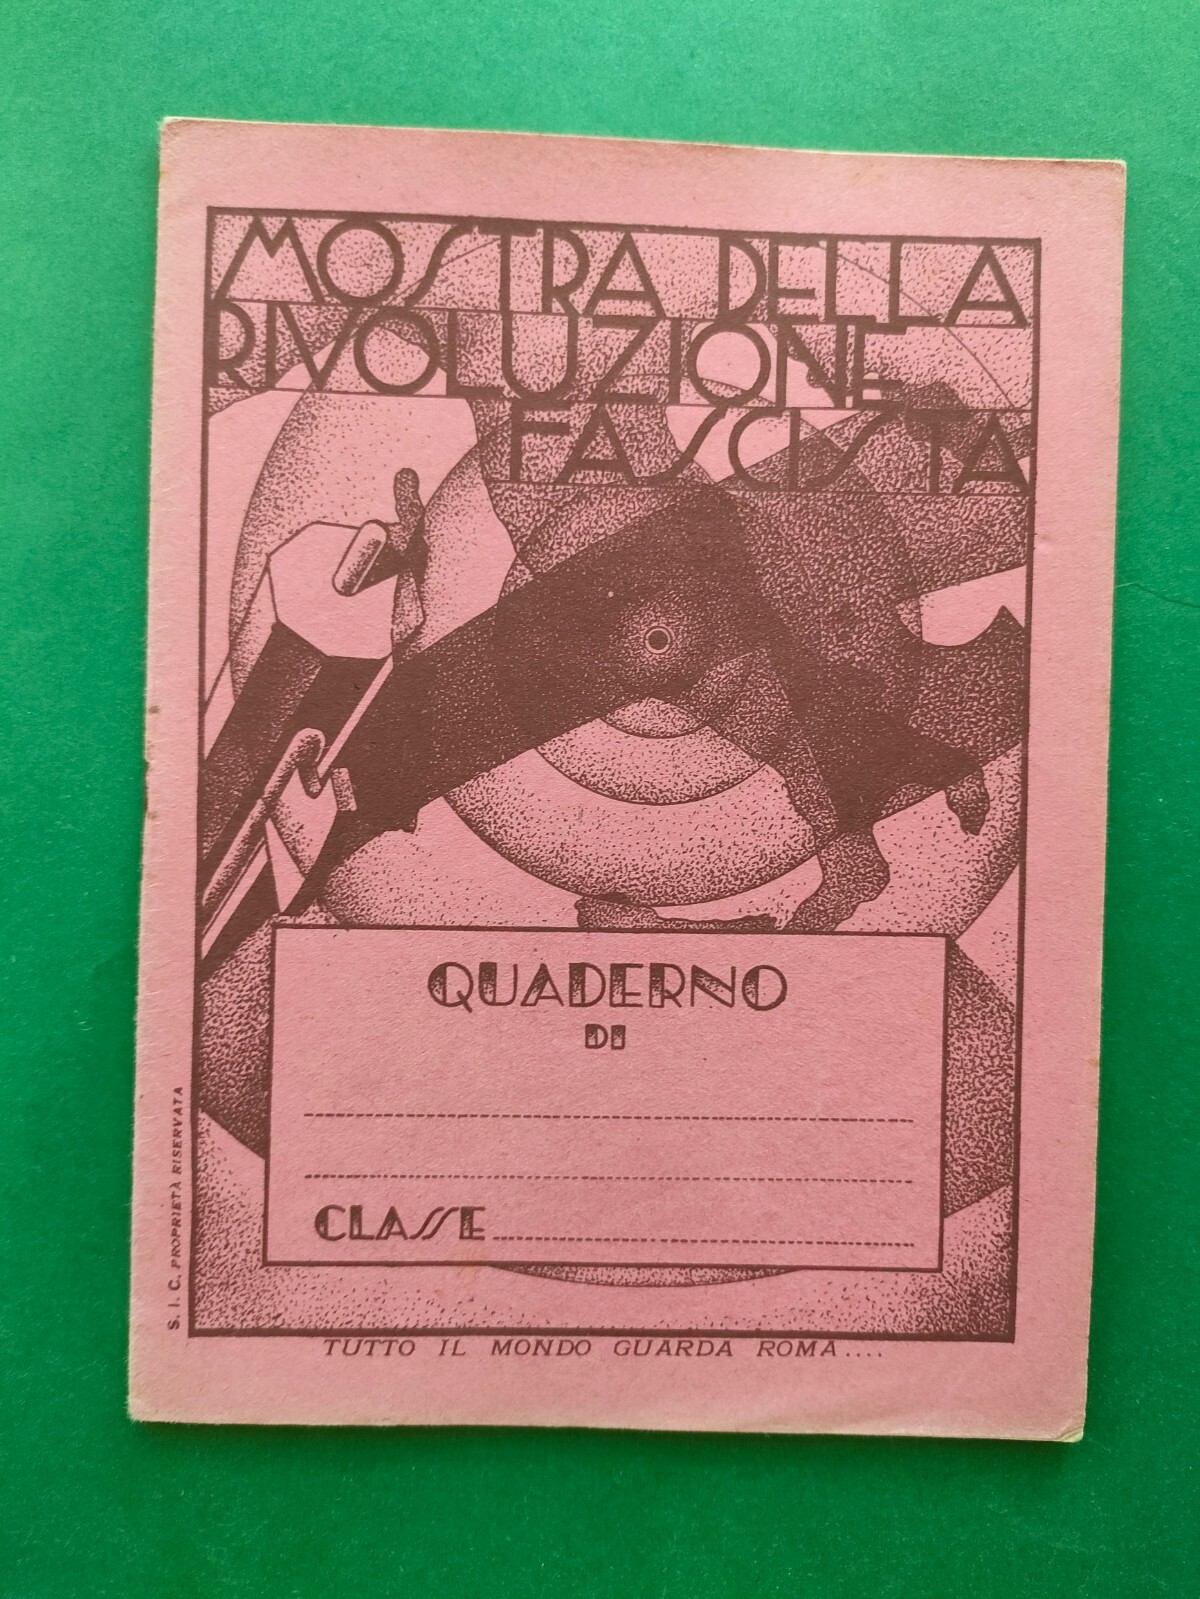 MOSTRA DELLA
RIVOLUZIONE
FASCISTA
QUADERNO
DI
CLASSE
S. I. C. PROPRIETÀ RISERVATA
TUTTO IL MONDO GUARDA ROMA....